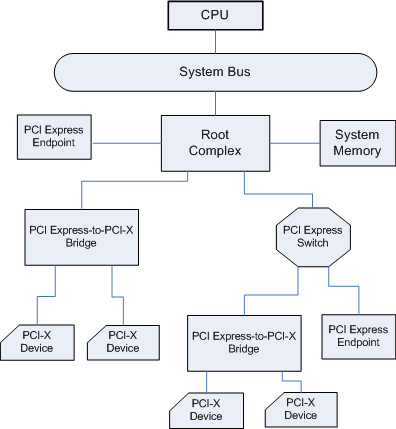 CPU
System Bus
PCI Express
Endpoint
Root
Complex
System
Memory
PCI Express-to-PCI-X
Bridge
PCI Express
Switch
PCI-X
Device
PCI-X
Device
PCI Express-to-PCI-X
Bridge
PCI Express
Endpoint
PCI-X
Device
PCI-X
Device